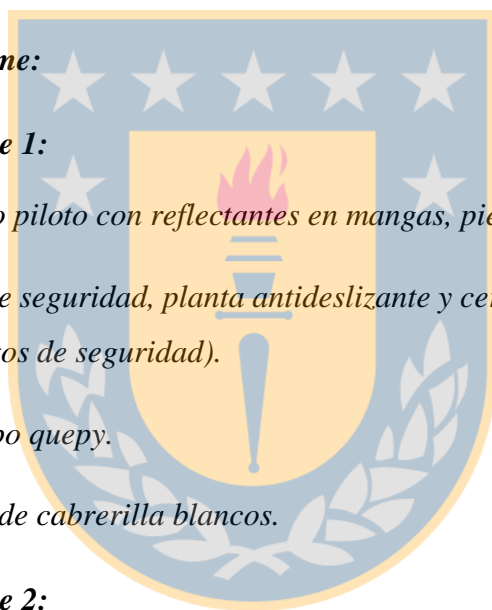 ne:
e 1:
o piloto con reflectantes en mangas, pie
e seguridad, planta antideslizante y cer
os de seguridad).
po quepy.
de cabrerilla blancos.
e 2: